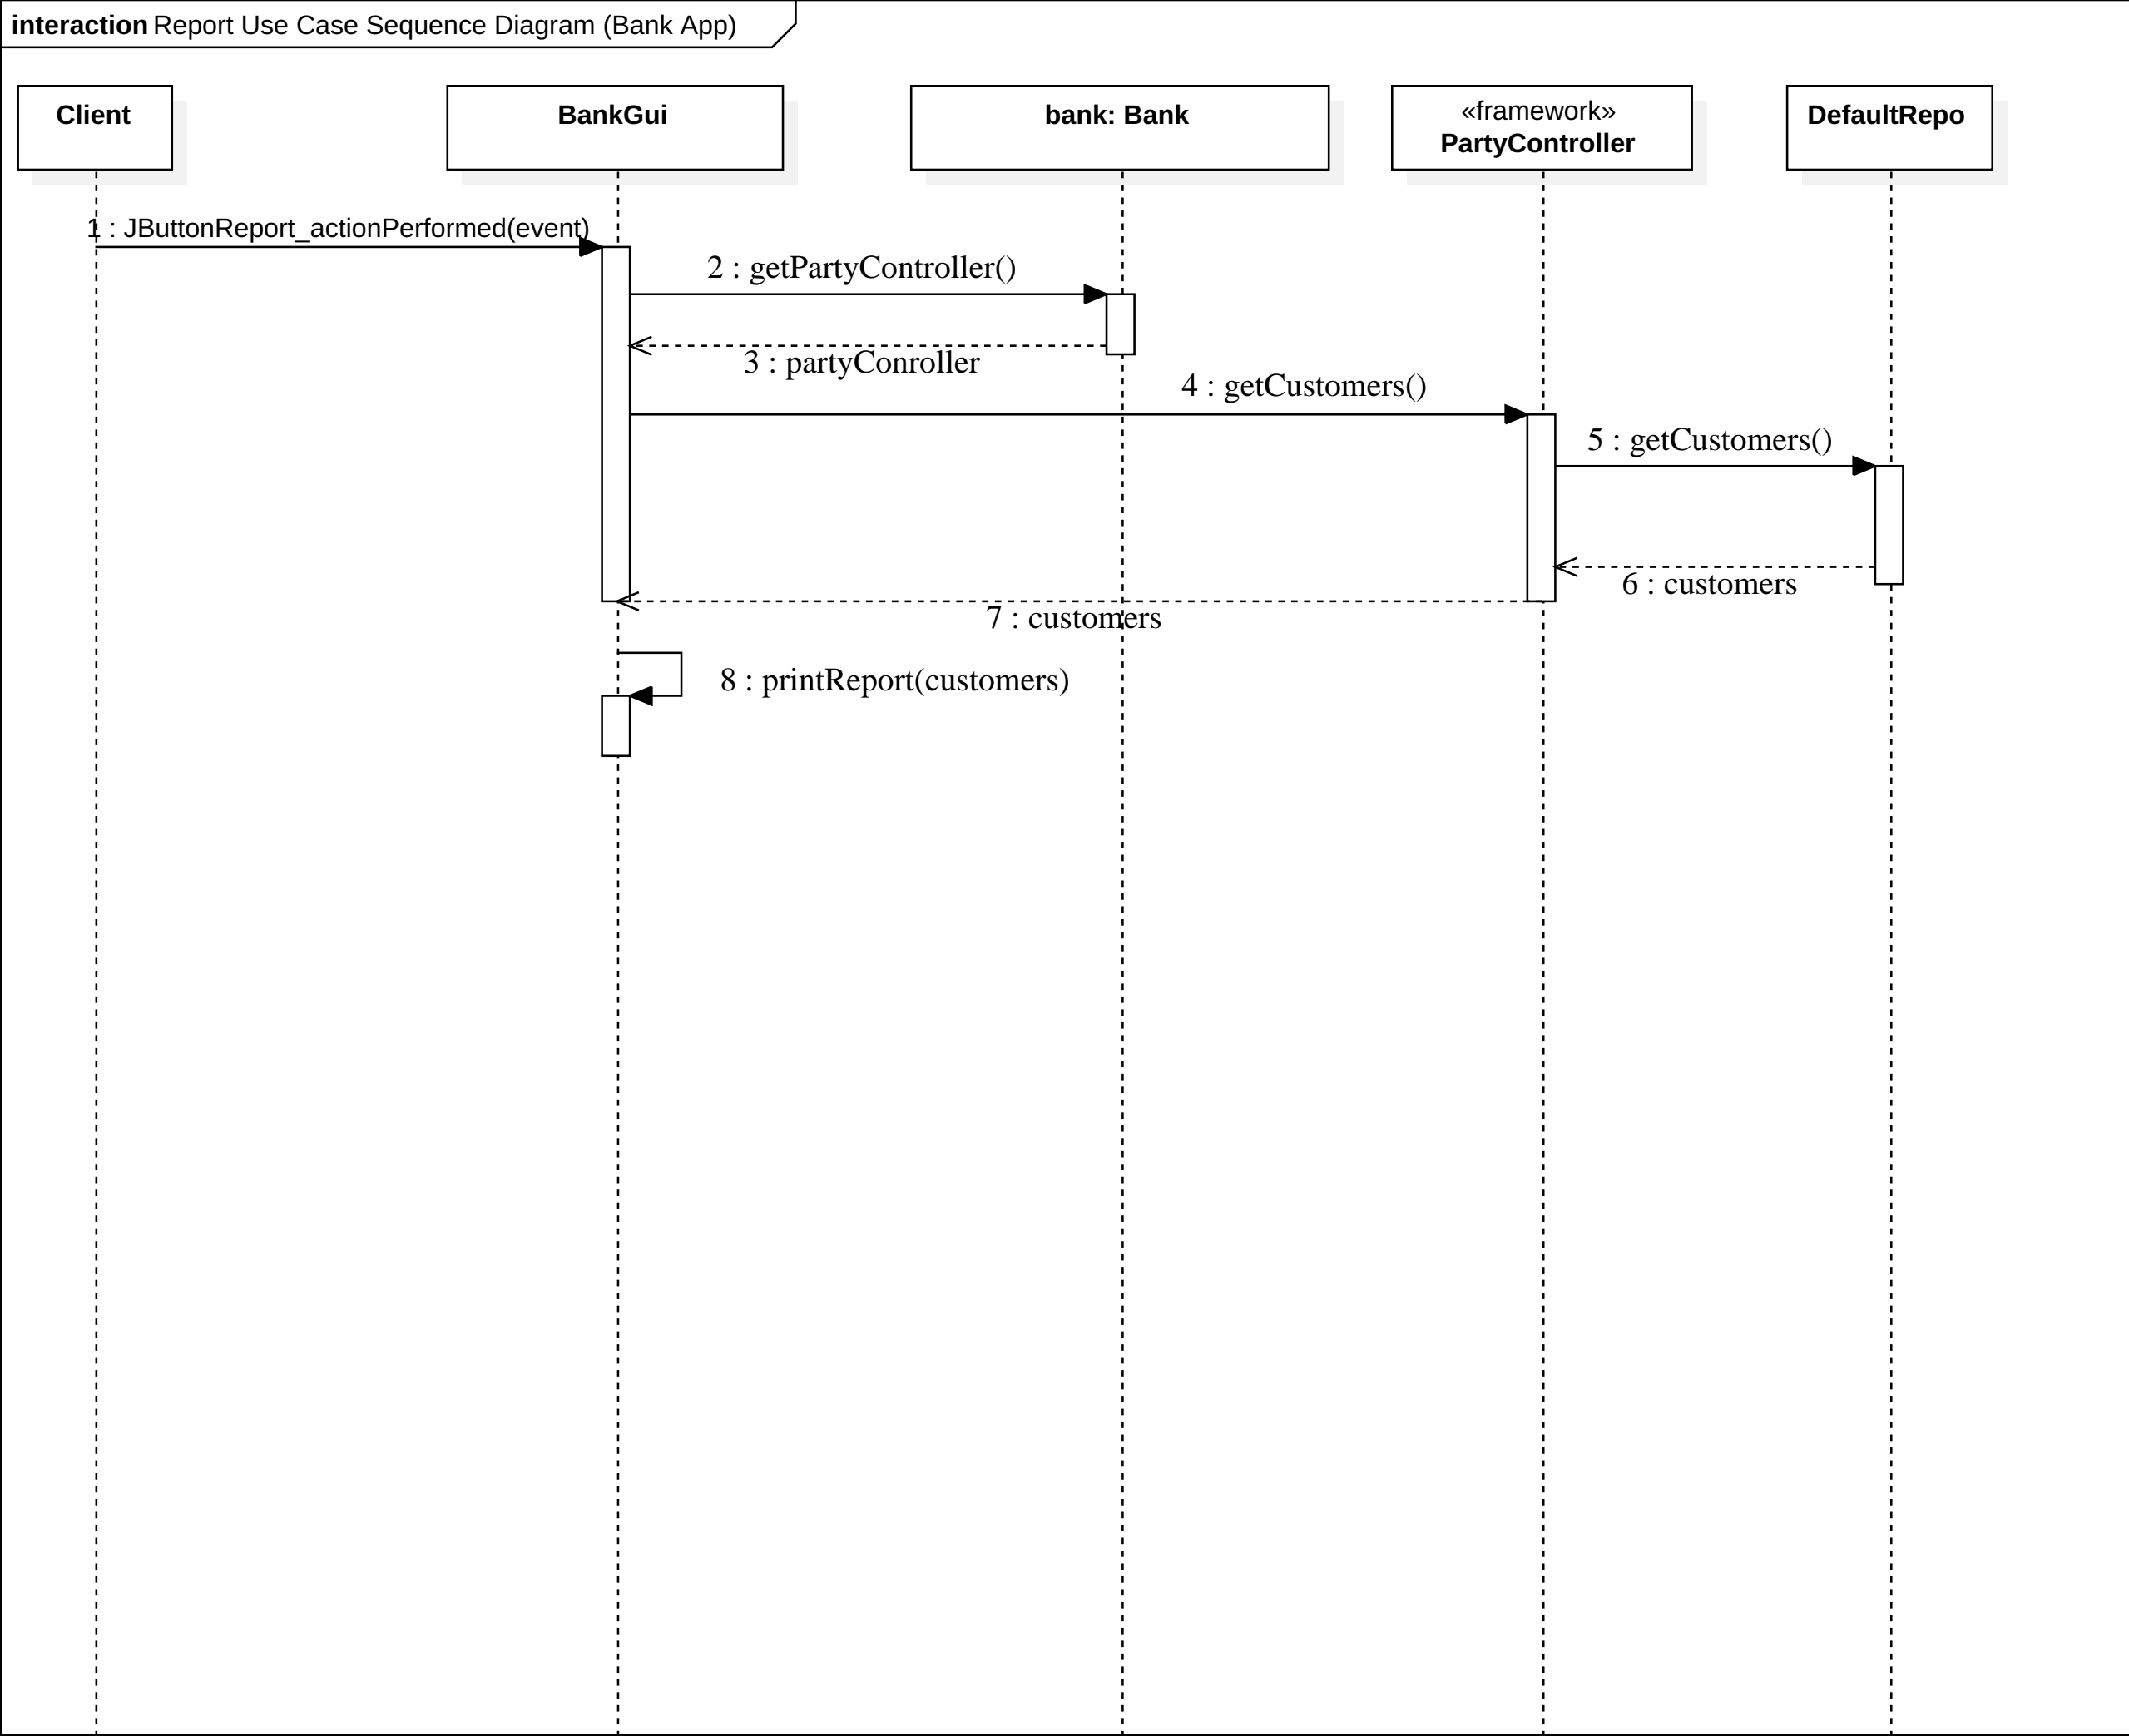 interaction Report Use Case Sequence Diagram (Bank App)
Client
BankGui
bank: Bank
«framework»
PartyController
DefaultRepo
1 : JButtonReport_actionPerformed(event)
2 : getPartyController()
3 : partyConroller
4 : getCustomers()
5 : getCustomers()
6 : customers
7 : customers
8 : printReport(customers)